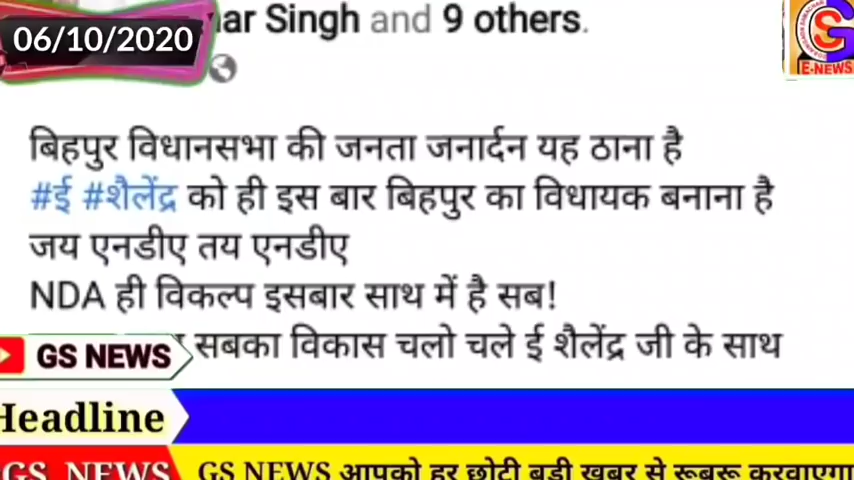 06/10/2020
ar Singh and 9 others.
GS
E-NEWS
बिहपुर विधानसभा की जनता जनार्दन यह ठाना है
#ई #शैलेंद्र को ही इस बार बिहपुर का विधायक बनाना है
जय एनडीए तय एनडीए
NDA ही विकल्प इसबार साथ में है सब!
सबका विकास चलो चले ई शैलेंद्र जी के साथ
GS NEWS
Headline
GS NEWS GS NEWS आपको हर छोटी बड़ी खबर से रूबरू करवाएगा